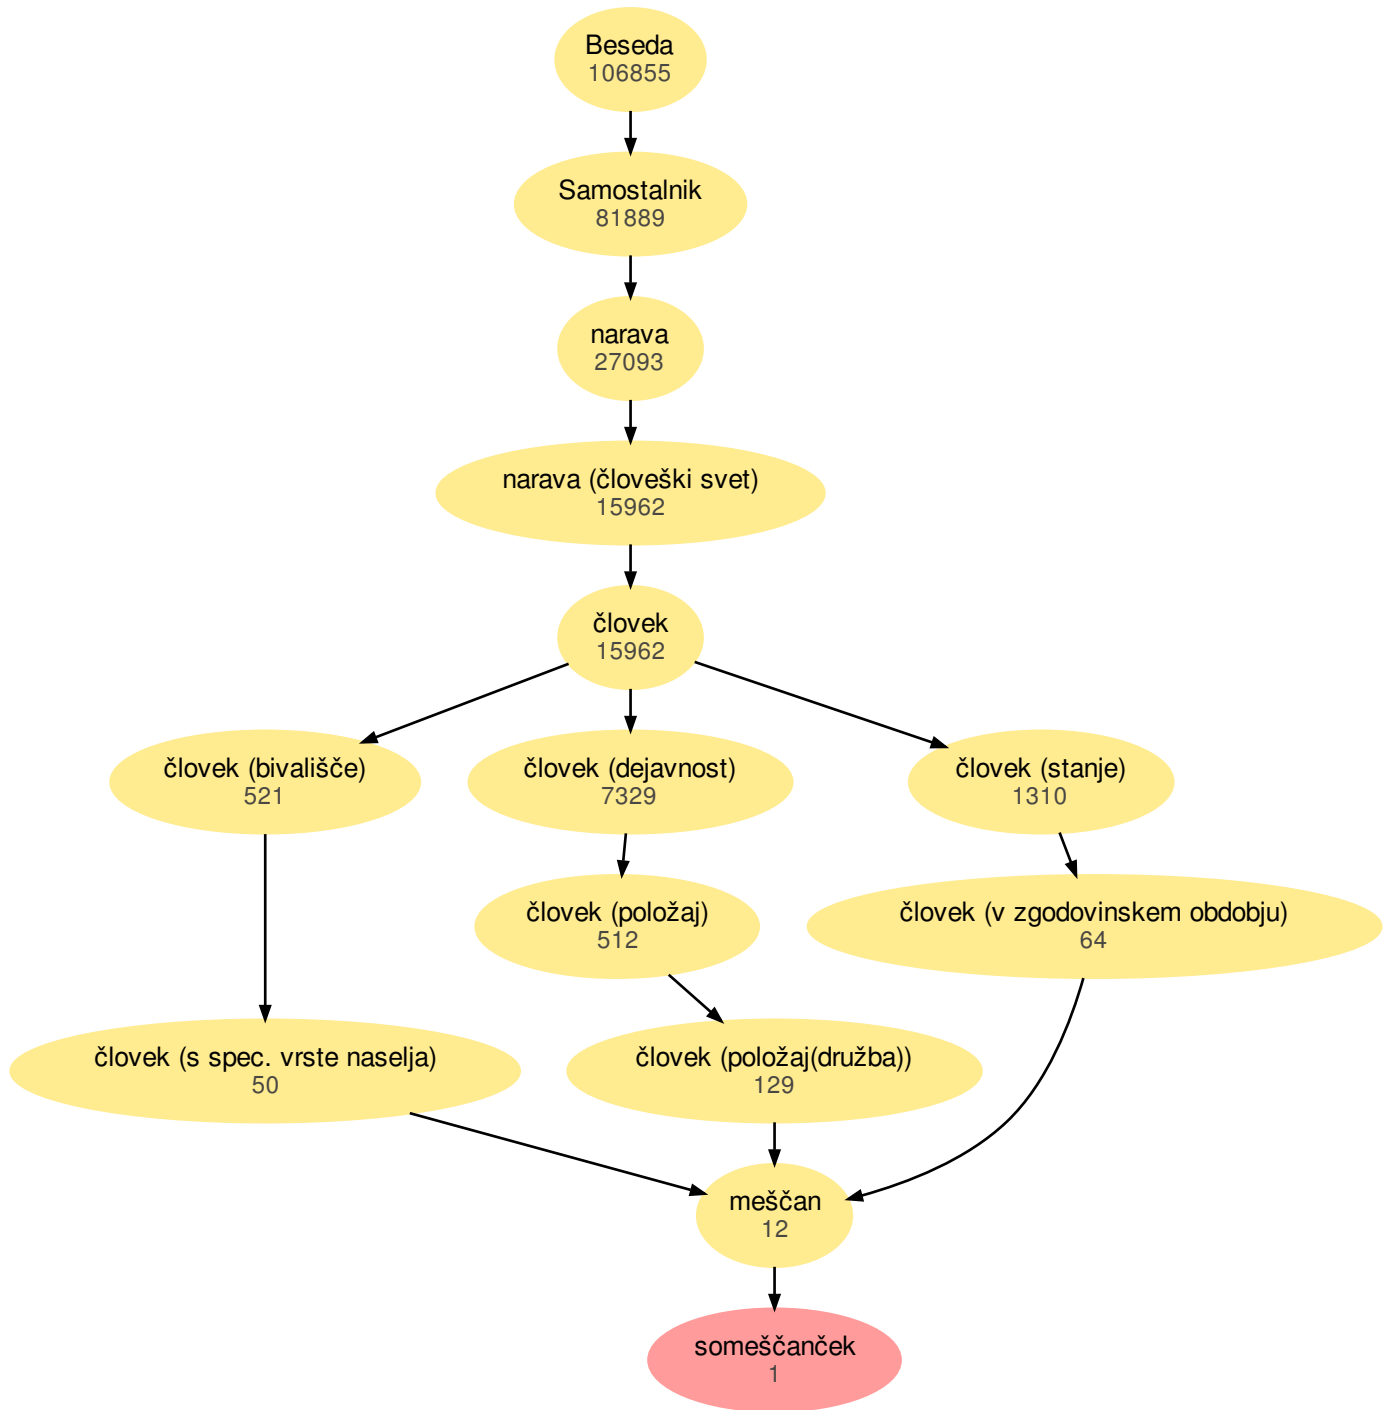 Beseda
106855
Samostalnik
81889
narava
27093
narava (človeški svet)
15962
človek
15962
človek (bivališče)
521
človek (dejavnost)
7329
človek (stanje)
1310
človek (položaj)
512
človek (v zgodovinskem obdobju)
64
človek (s spec. vrste naselja)
50
človek (položaj(družba))
129
meščan
12
someščanček
1